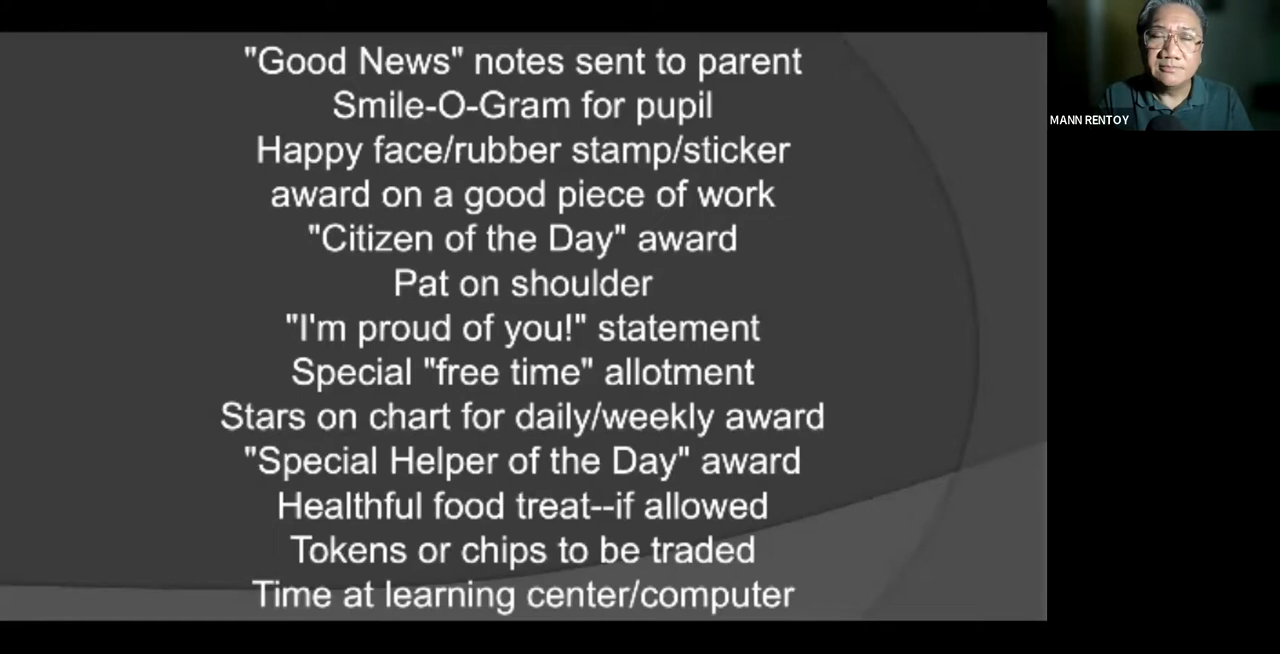 "Good News" notes sent to parent
Smile-O-Gram for pupil
Happy face/rubber stamp/sticker
award on a good piece of work
"Citizen of the Day" award
Pat on shoulder
"I'm proud of you!" statement
Special "free time" allotment
Stars on chart for daily/weekly award
"Special Helper of the Day" award
Healthful food treat--if allowed
Tokens or chips to be traded
Time at learning center/computer
MANN RENTOY